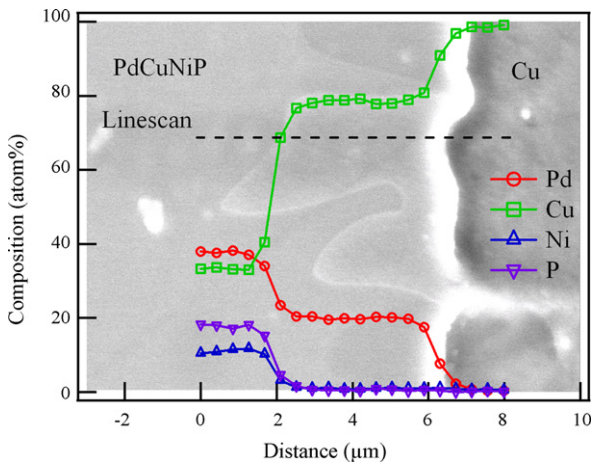 100
80
60
40
20
0
Composition (atom%)
PdCuNiP
Cu
Linescan
Pd
Cu
Ni
P
-2
0
2
4
6
8
10
Distance (μm)